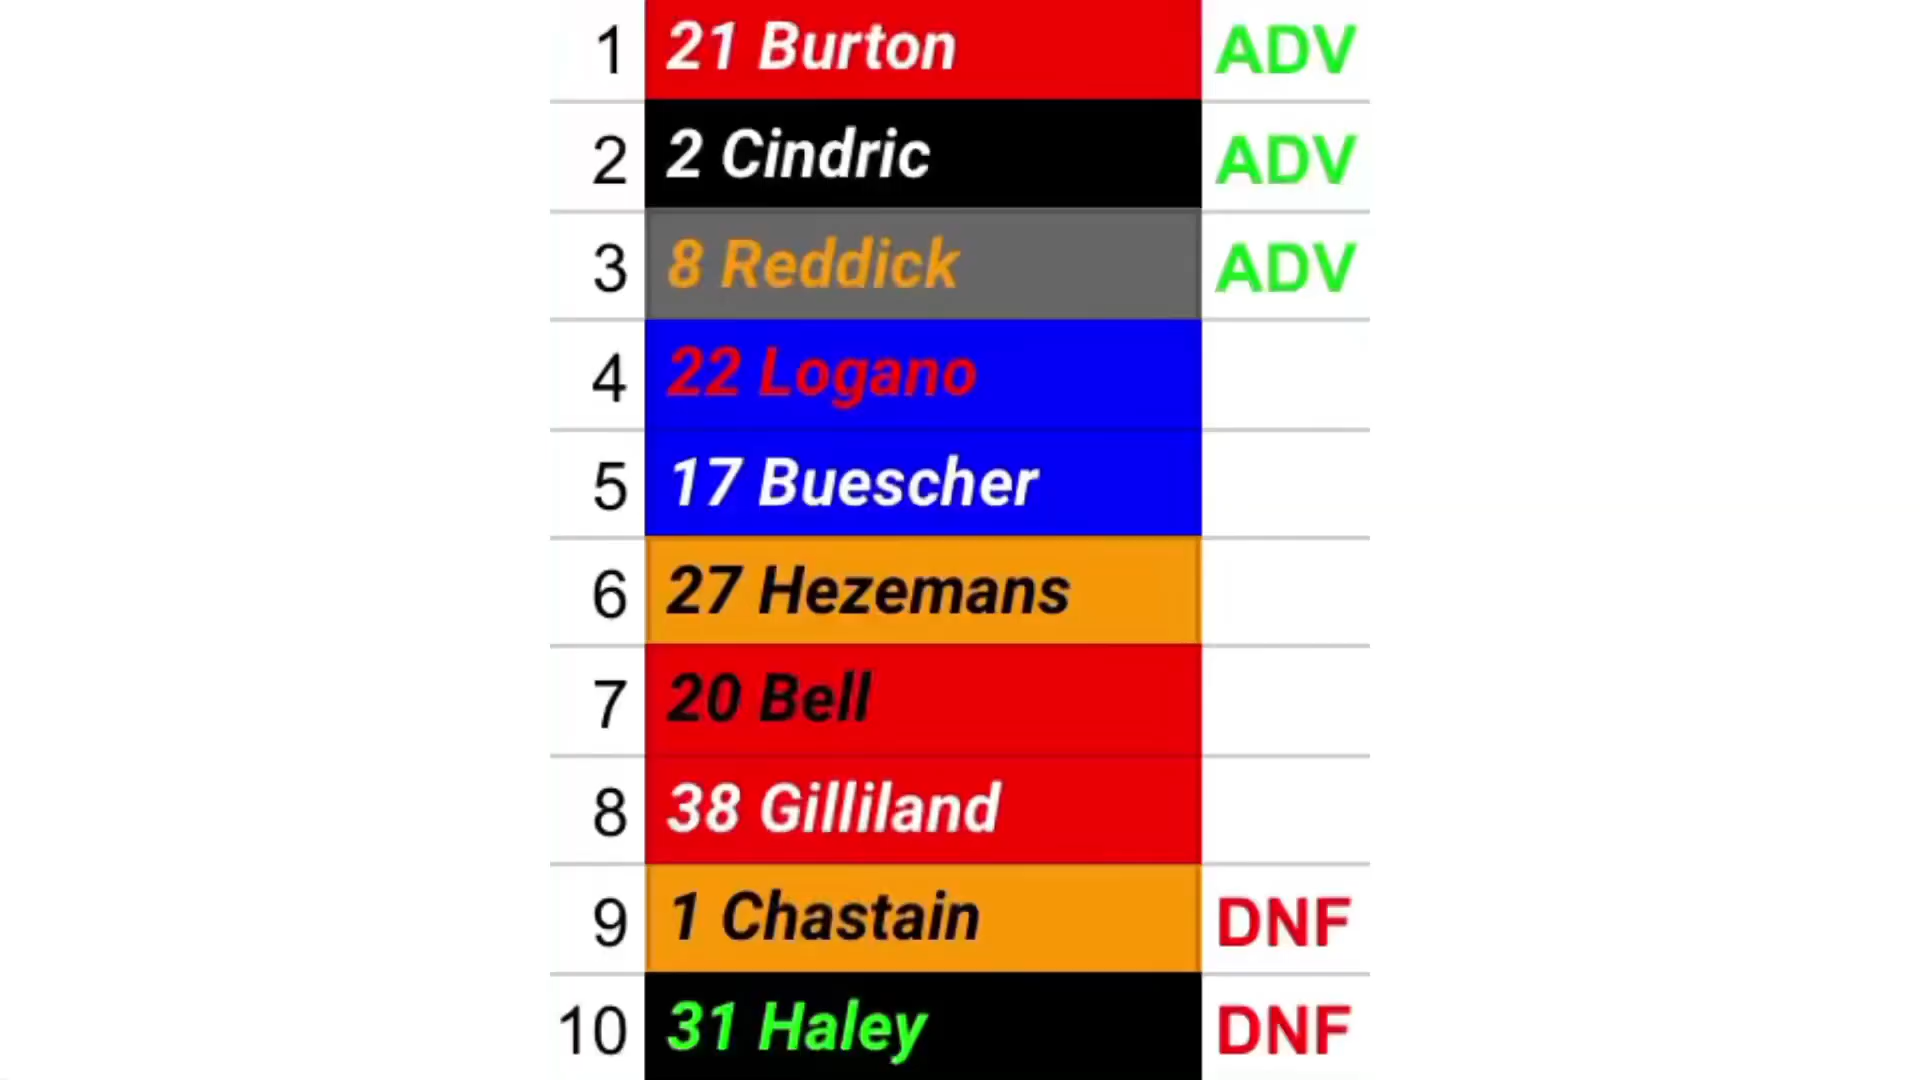 1 21 Burton ADV
2 2 Cindric ADV
3 8 Reddick ADV
4 22 Logano
5 17 Buescher
6 27 Hezemans
7 20 Bell
8 38 Gilliland
9 1 Chastain DNF
10 31 Haley DNF